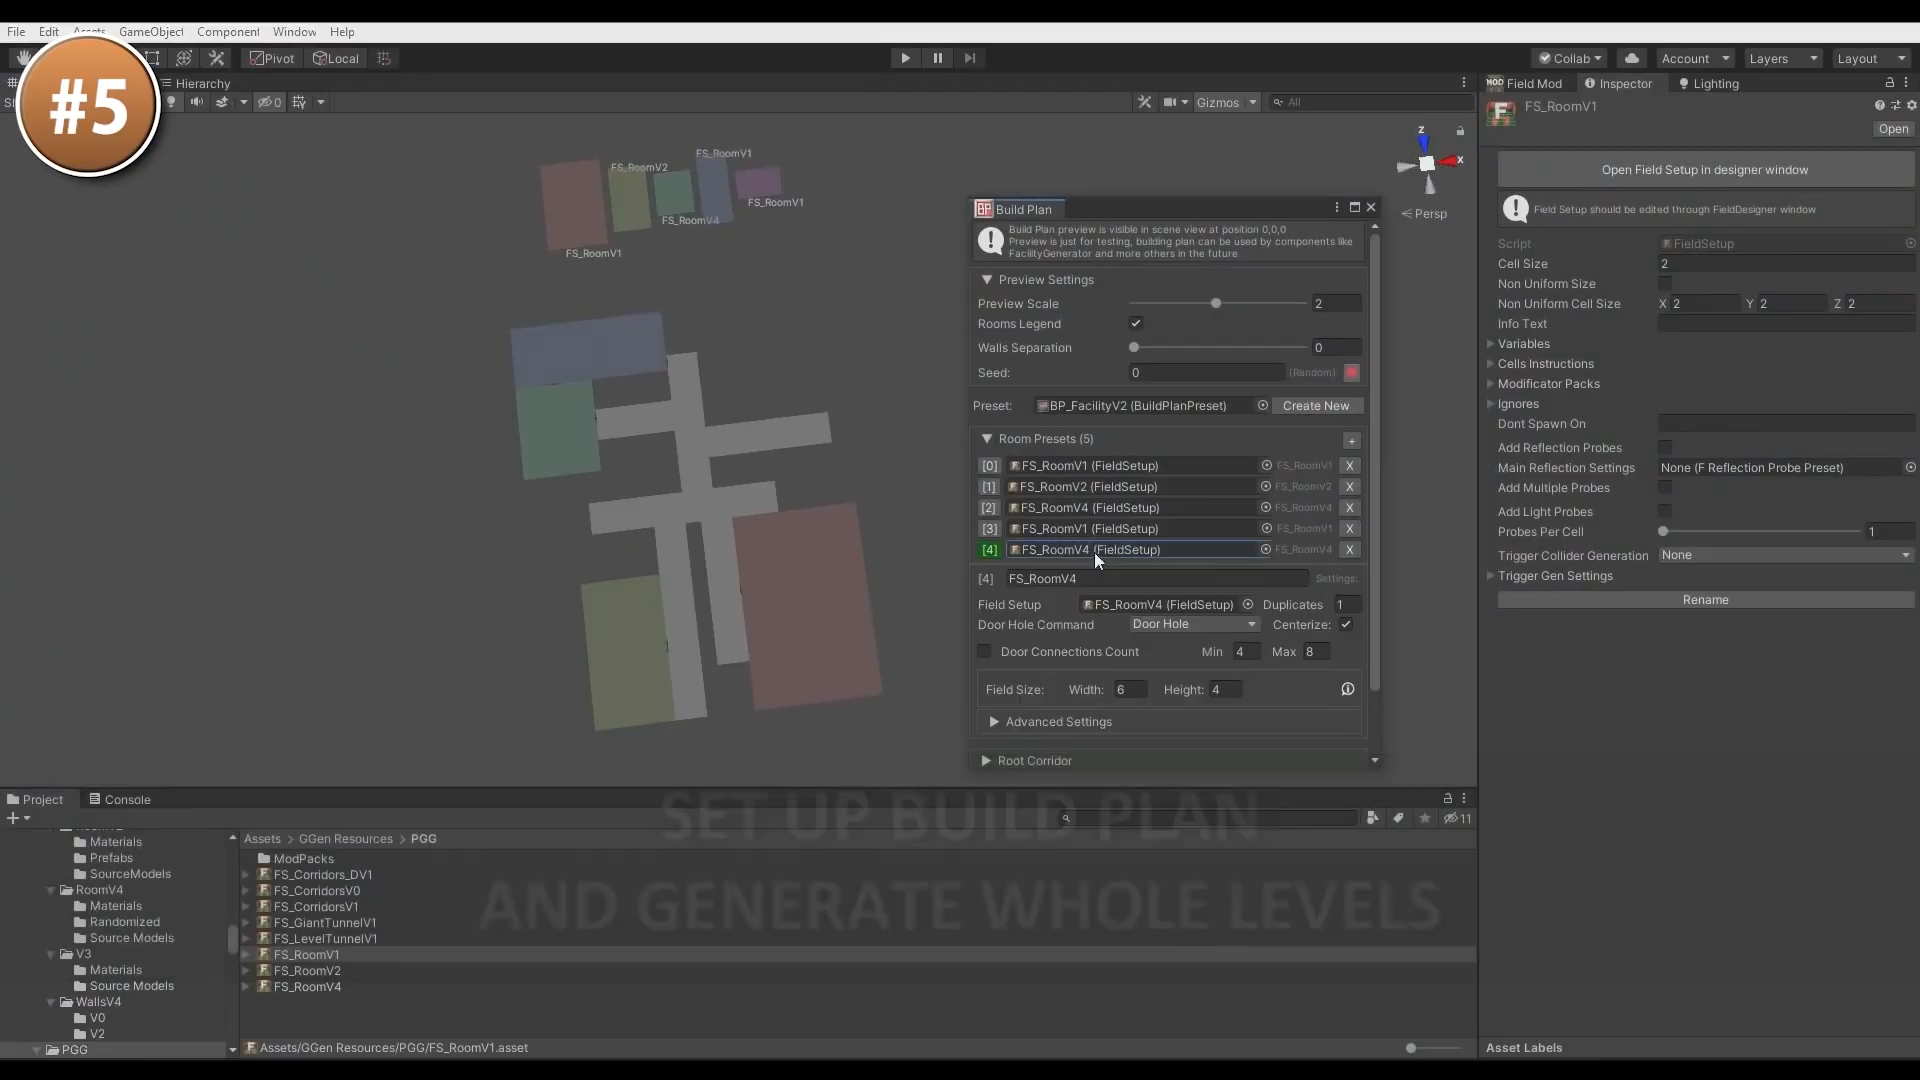 File Edit Assets GameObject Component Window Help
#5
Pivot Local
Collab Account Layers Layout
Hierarchy
Field Mod Inspector Lighting
0 Gizmos All
FS_RoomV1
Open
Open Field Setup in designer window
Field Setup should be edited through FieldDesigner window
Script FieldSetup
Cell Size 2
Non Uniform Size
Non Uniform Cell Size X 2 Y 2 Z 2
Info Text
Variables
Cells Instructions
Modificator Packs
Ignores
Dont Spawn On
Add Reflection Probes
Main Reflection Settings None (F Reflection Probe Preset)
Add Multiple Probes
Add Light Probes
Probes Per Cell 1
Trigger Collider Generation None
Trigger Gen Settings
Rename
z
x
< Persp
FS_RoomV1
FS_RoomV2
FS_RoomV1
FS_RoomV4
FS_RoomV1
Build Plan
Build Plan preview is visible in scene view at position 0,0,0
Preview is just for testing, building plan can be used by components like
FacilityGenerator and more others in the future
Preview Settings
Preview Scale 2
Rooms Legend
Walls Separation 0
Seed: 0 (Random)
Preset: BP_FacilityV2 (BuildPlanPreset) Create New
Room Presets (5) +
[0] FS_RoomV1 (FieldSetup) FS_RoomV1 X
[1] FS_RoomV2 (FieldSetup) FS_RoomV2 X
[2] FS_RoomV4 (FieldSetup) FS_RoomV4 X
[3] FS_RoomV1 (FieldSetup) FS_RoomV1 X
[4] FS_RoomV4 (FieldSetup) FS_RoomV4 X
[4] FS_RoomV4 Settings:
Field Setup FS_RoomV4 (FieldSetup) Duplicates 1
Door Hole Command Door Hole Centerize:
Door Connections Count Min 4 Max 8
Field Size: Width: 6 Height: 4
Advanced Settings
Root Corridor
SET UP BUILD PLAN
AND GENERATE WHOLE LEVELS
Project Console
11
Materials
Prefabs
SourceModels
RoomV4
Materials
Randomized
Source Models
V3
Materials
Source Models
WallsV4
V0
V2
PGG
Assets > GGen Resources > PGG
ModPacks
FS_Corridors_DV1
FS_CorridorsV0
FS_CorridorsV1
FS_GiantTunnelV1
FS_LevelTunnelV1
FS_RoomV1
FS_RoomV2
FS_RoomV4
Assets/GGen Resources/PGG/FS_RoomV1.asset
Asset Labels